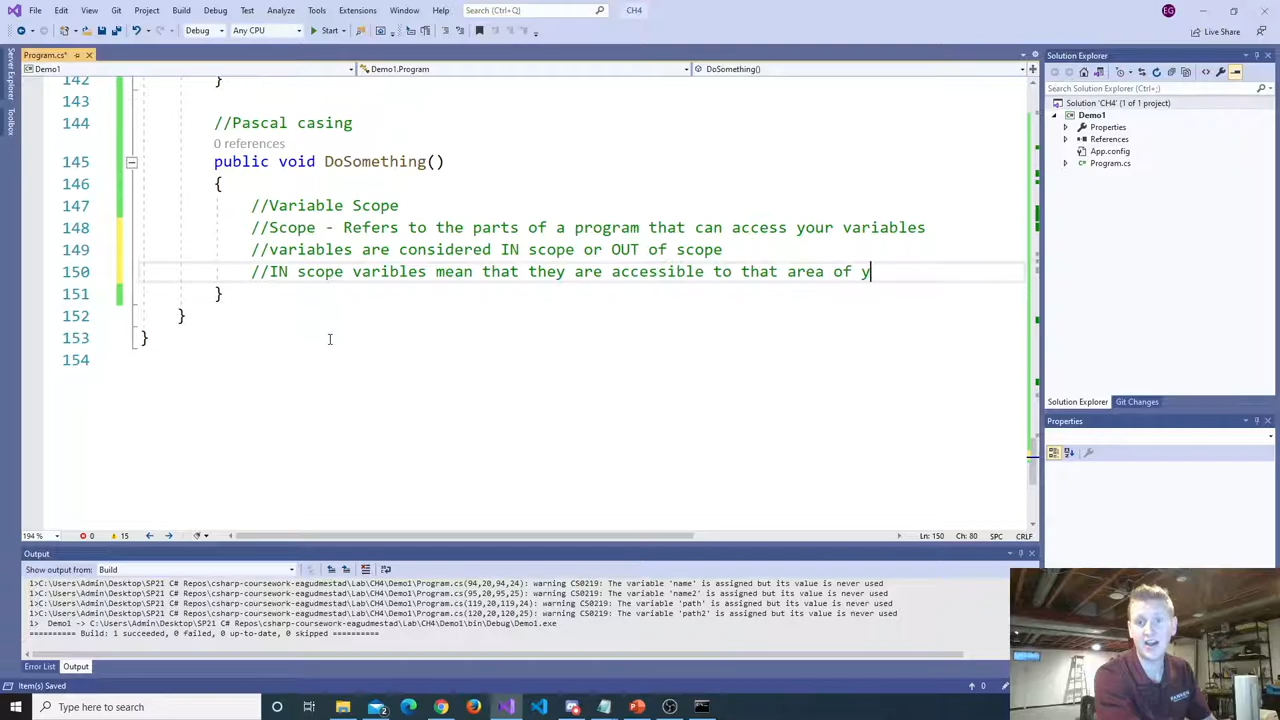 File Edit View Git Project Build Debug Test Analyze Tools Extensions Window Help Search (Ctrl+Q) CH4 EG
Debug Any CPU Start Live Share
Program.cs*
Demo1 Demo1.Program DoSomething()
142 }
143
144 //Pascal casing
0 references
145 public void DoSomething()
146 {
147 //Variable Scope
148 //Scope - Refers to the parts of a program that can access your variables
149 //variables are considered IN scope or OUT of scope
150 //IN scope varibles mean that they are accessible to that area of y
151 }
152 }
153 }
154
194 % 0 15 Ln: 150 Ch: 80 SPC CRLF
Server Explorer
Toolbox
Solution Explorer
Search Solution Explorer (Ctrl+;)
Solution 'CH4' (1 of 1 project)
Demo1
Properties
References
App.config
Program.cs
Solution Explorer Git Changes
Properties
Output
Show output from: Build
1>C:\Users\Admin\Desktop\SP21 C# Repos\csharp-coursework-eagudmestad\Lab\CH4\Demo1\Program.cs(94,20,94,24): warning CS0219: The variable 'name' is assigned but its value is never used
1>C:\Users\Admin\Desktop\SP21 C# Repos\csharp-coursework-eagudmestad\Lab\CH4\Demo1\Program.cs(95,20,95,25): warning CS0219: The variable 'name2' is assigned but its value is never used
1>C:\Users\Admin\Desktop\SP21 C# Repos\csharp-coursework-eagudmestad\Lab\CH4\Demo1\Program.cs(119,20,119,24): warning CS0219: The variable 'path' is assigned but its value is never used
1>C:\Users\Admin\Desktop\SP21 C# Repos\csharp-coursework-eagudmestad\Lab\CH4\Demo1\Program.cs(120,20,120,25): warning CS0219: The variable 'path2' is assigned but its value is never used
1> Demo1 -> C:\Users\Admin\Desktop\SP21 C# Repos\csharp-coursework-eagudmestad\Lab\CH4\Demo1\bin\Debug\Demo1.exe
========== Build: 1 succeeded, 0 failed, 0 up-to-date, 0 skipped ==========
Error List Output
Item(s) Saved 0
Type here to search 2